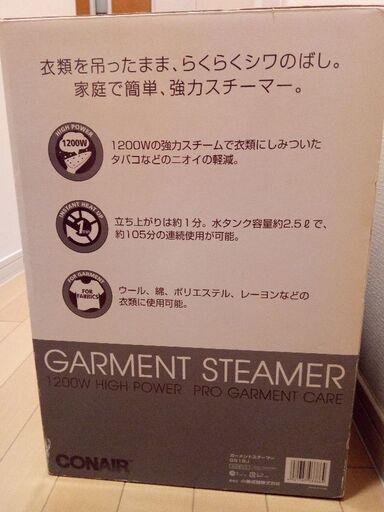 衣類を吊ったまま、らくらくシワのばし。
家庭で簡単、強力スチーマー。
HIGH POWER
1200W
1200Wの強力スチームで衣類にしみついた
タバコなどのニオイの軽減。
INSTANT HEAT UP
1
立ち上がりは約1分。水タンク容量約2.5ℓで、
約105分の連続使用が可能。
FOR GARMENT
FOR
FABRICS
ウール、綿、ポリエステル、レーヨンなどの
衣類に使用可能。
GARMENT STEAMER
1200W HIGH POWER PRO GARMENT CARE
CONAIR
ガーメントスチーマー